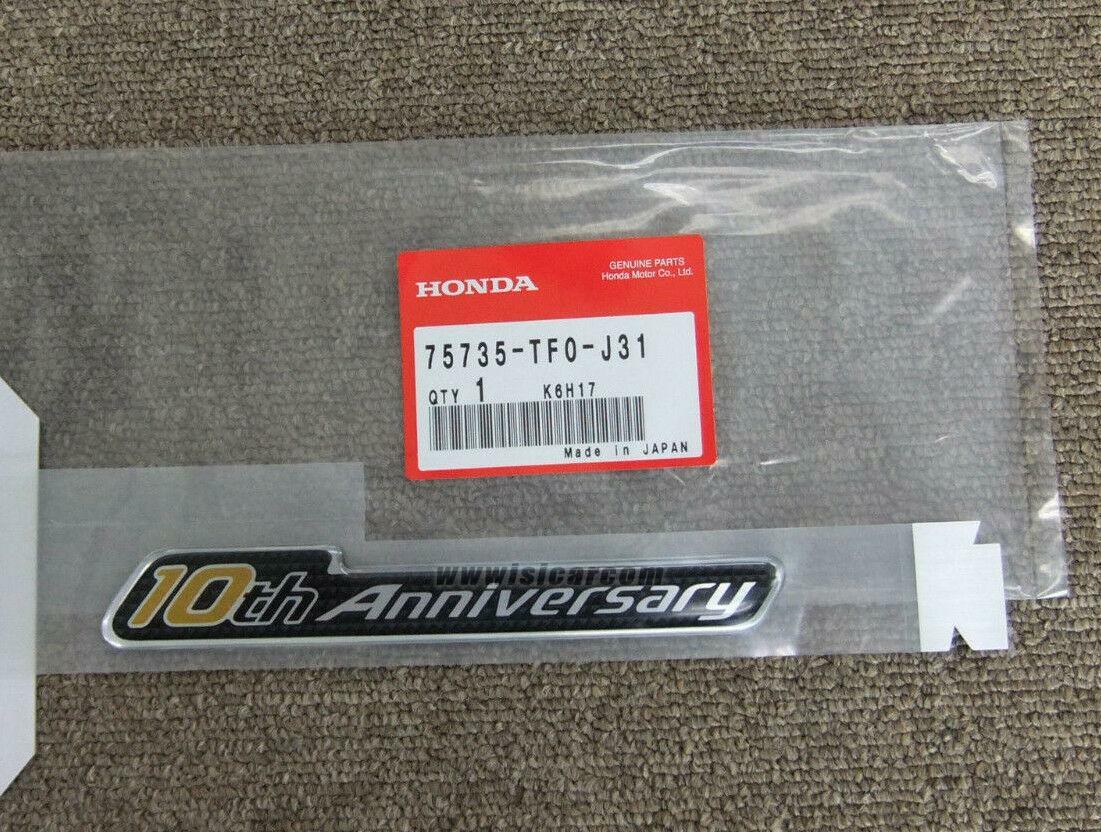 HONDA
GENUINE PARTS
Honda Motor Co., Ltd.
75735-TF0-J31
QTY 1 K6H17
Made in JAPAN
www.isicar.com
10th Anniversary